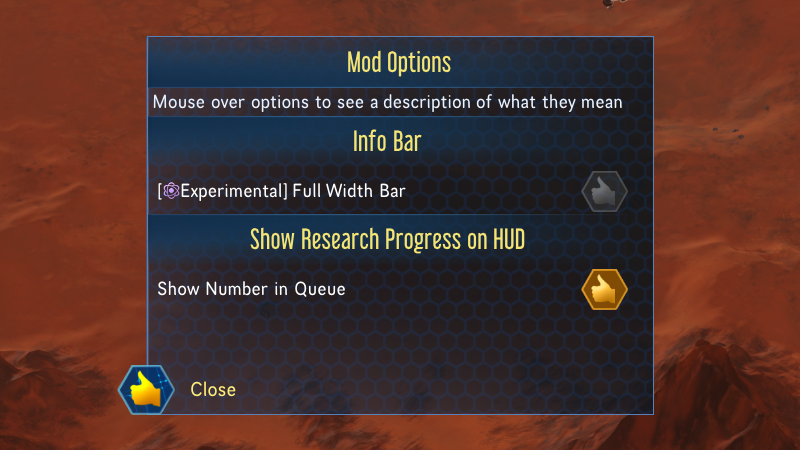 Mod Options
Mouse over options to see a description of what they mean
Info Bar
[Experimental] Full Width Bar
Show Research Progress on HUD
Show Number in Queue
Close